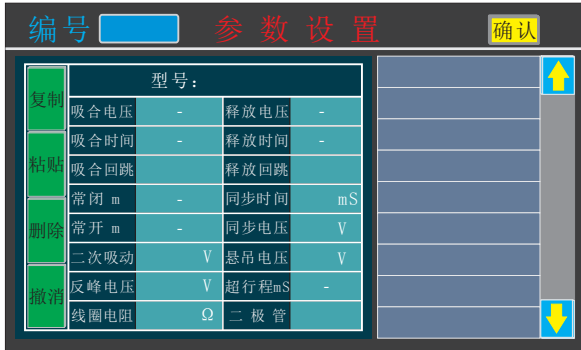 编号 参数设置 确认
型号：
复制
吸合电压 - 释放电压 -
吸合时间 - 释放时间 -
粘贴
吸合回跳 释放回跳
常闭 m - 同步时间 mS
删除
常开 m - 同步电压 V
二次吸动 V 悬吊电压 V
撤消
反峰电压 V 超行程mS -
线圈电阻 Ω 二极管